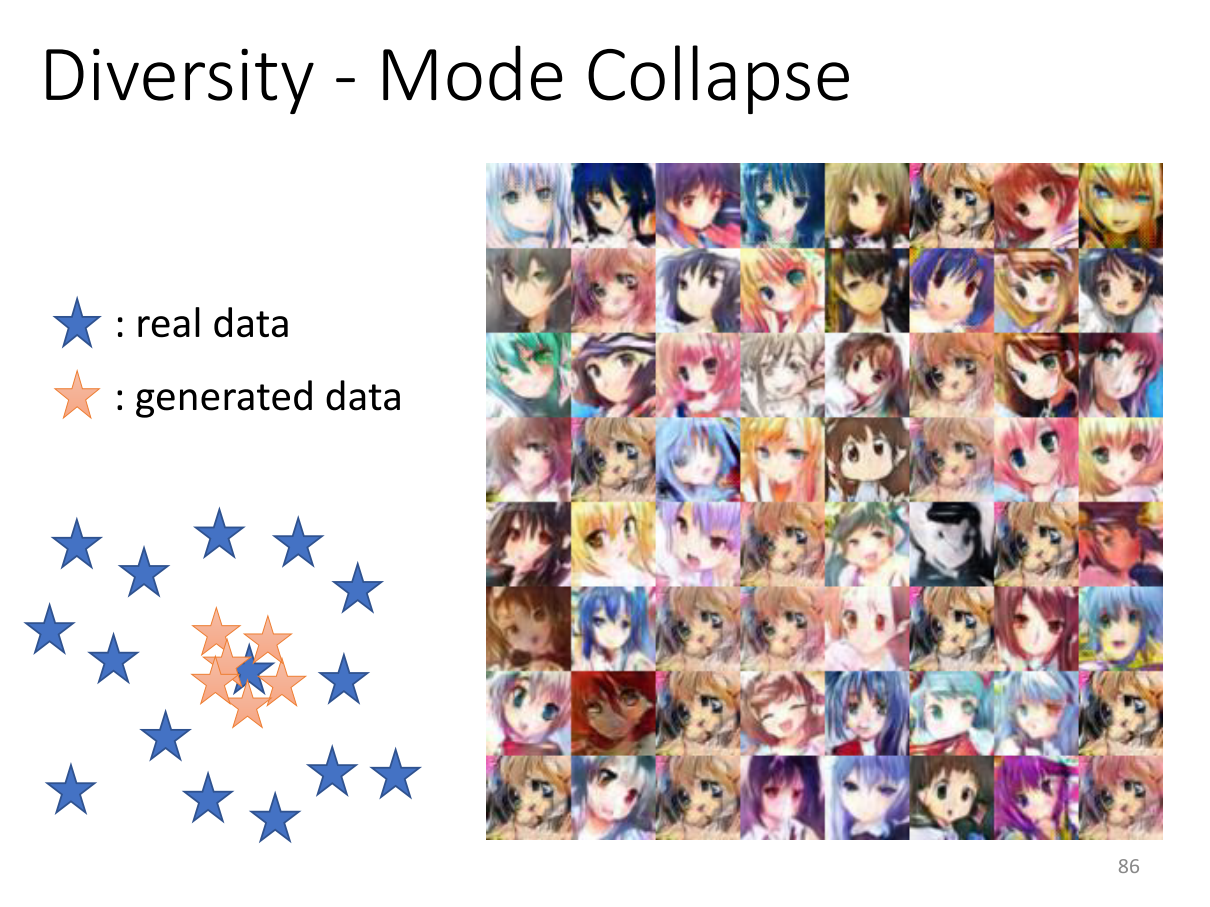 Diversity - Mode Collapse
: real data
: generated data
86